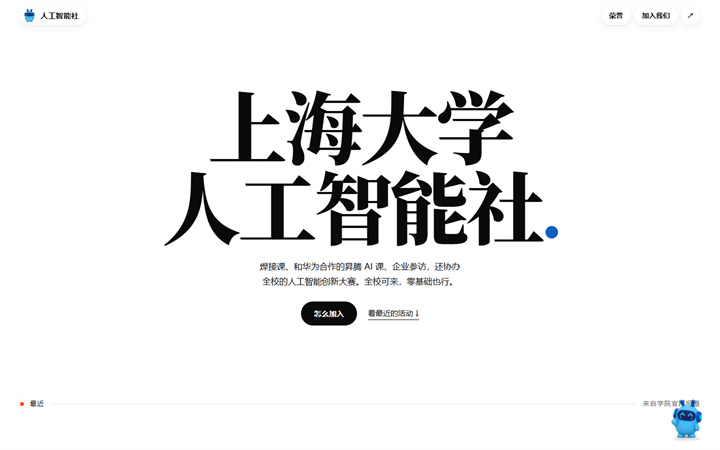 人工智能社
荣誉
加入我们
↗
上海大学
人工智能社.
焊接课、和华为合作的昇腾 AI 课、企业参访，还协办
全校的人工智能创新大赛。全校可来，零基础也行。
怎么加入
看最近的活动 ↓
最近
来自学院官